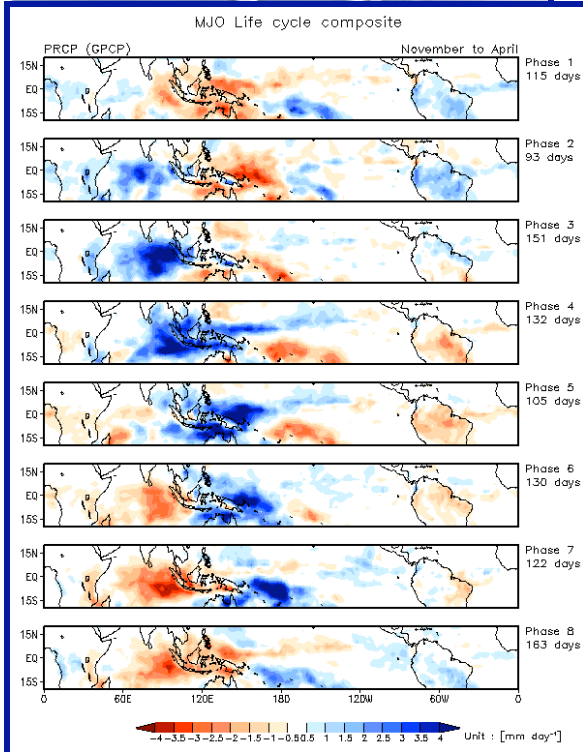 MJO Life cycle composite
PRCP (GPCP) November to April
15N
EQ
15S
Phase 1
115 days
15N
EQ
15S
Phase 2
93 days
15N
EQ
15S
Phase 3
151 days
15N
EQ
15S
Phase 4
132 days
15N
EQ
15S
Phase 5
105 days
15N
EQ
15S
Phase 6
130 days
15N
EQ
15S
Phase 7
122 days
15N
EQ
15S
Phase 8
163 days
0 60E 120E 180 120W 60W 0
-4 -3.5 -3 -2.5 -2 -1.5 -1 -0.5 0.5 1 1.5 2 2.5 3 3.5 4 Unit : [mm day⁻¹]